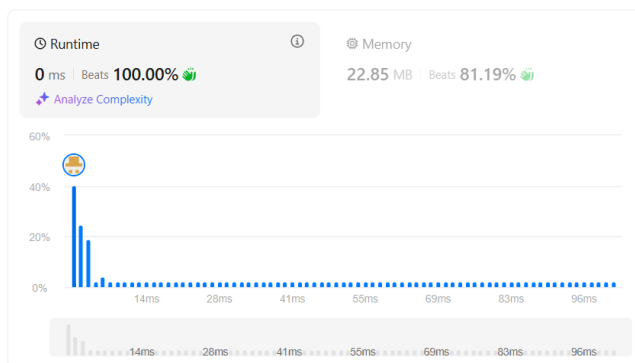 Runtime
0 ms | Beats 100.00%
Analyze Complexity
Memory
22.85 MB | Beats 81.19%
60%
40%
20%
0%
14ms 28ms 41ms 55ms 69ms 83ms 96ms
14ms 28ms 41ms 55ms 69ms 83ms 96ms